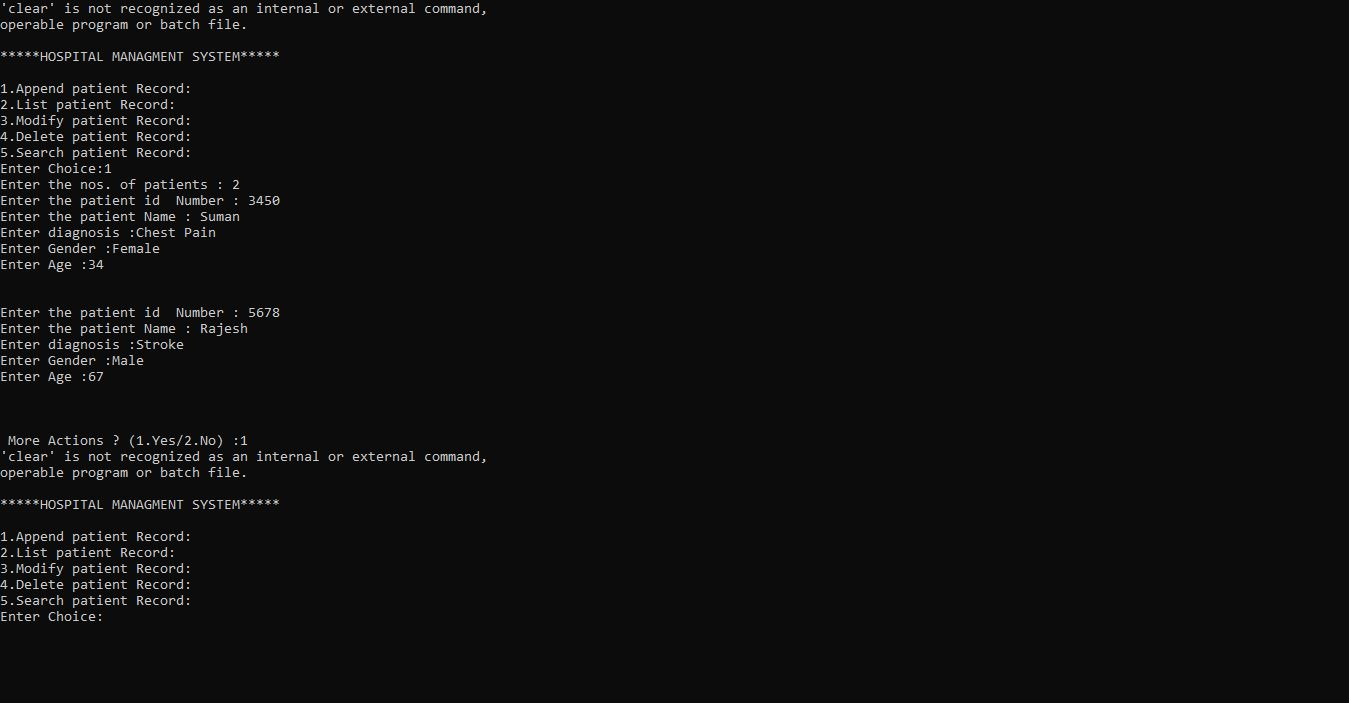 'clear' is not recognized as an internal or external command,
operable program or batch file.
*****HOSPITAL MANAGMENT SYSTEM*****
1.Append patient Record:
2.List patient Record:
3.Modify patient Record:
4.Delete patient Record:
5.Search patient Record:
Enter Choice:1
Enter the nos. of patients : 2
Enter the patient id  Number : 3450
Enter the patient Name : Suman
Enter diagnosis :Chest Pain
Enter Gender :Female
Enter Age :34
Enter the patient id  Number : 5678
Enter the patient Name : Rajesh
Enter diagnosis :Stroke
Enter Gender :Male
Enter Age :67
More Actions ? (1.Yes/2.No) :1
'clear' is not recognized as an internal or external command,
operable program or batch file.
*****HOSPITAL MANAGMENT SYSTEM*****
1.Append patient Record:
2.List patient Record:
3.Modify patient Record:
4.Delete patient Record:
5.Search patient Record:
Enter Choice: